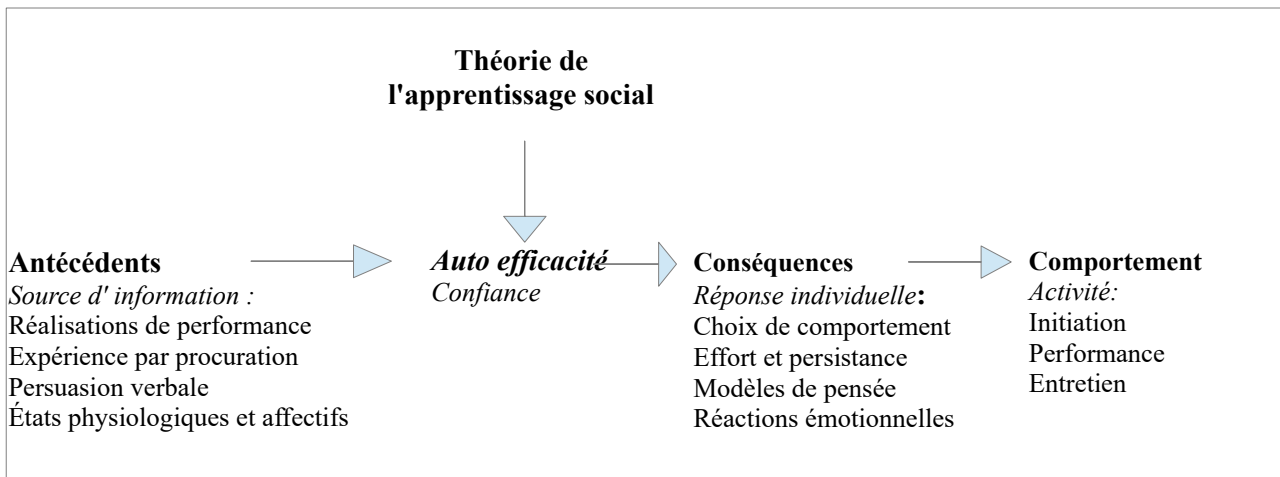 Théorie de
l'apprentissage social
Antécédents
Source d' information :
Réalisations de performance
Expérience par procuration
Persuasion verbale
États physiologiques et affectifs
Auto efficacité
Confiance
Conséquences
Réponse individuelle:
Choix de comportement
Effort et persistance
Modèles de pensée
Réactions émotionnelles
Comportement
Activité:
Initiation
Performance
Entretien